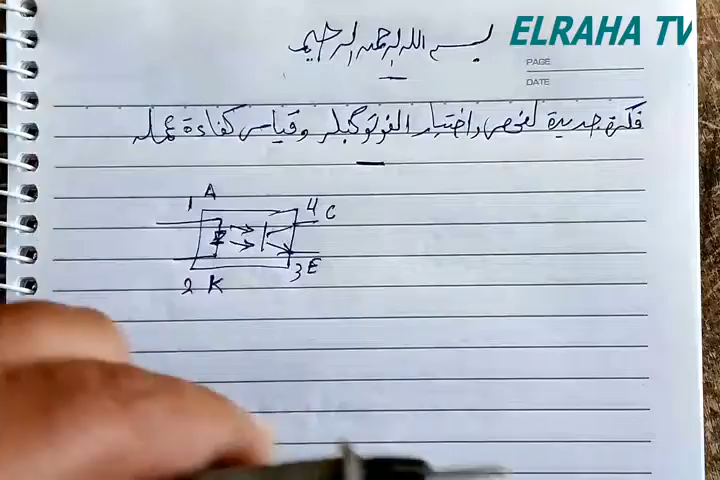 ELRAHA TV
بسم الله الرحمن الرحيم
PAGE
DATE
فكرة جديدة لفحص واختبار الفوتوكبلر وقياس كفاءة عمله
1 A
4 C
2 K
3 E